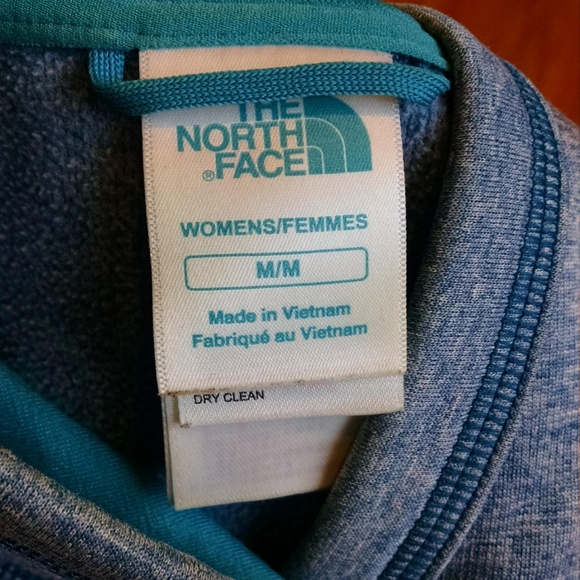 THE
NORTH
®FACE
WOMENS/FEMMES
M/M
Made in Vietnam
Fabriqué au Vietnam
DRY CLEAN